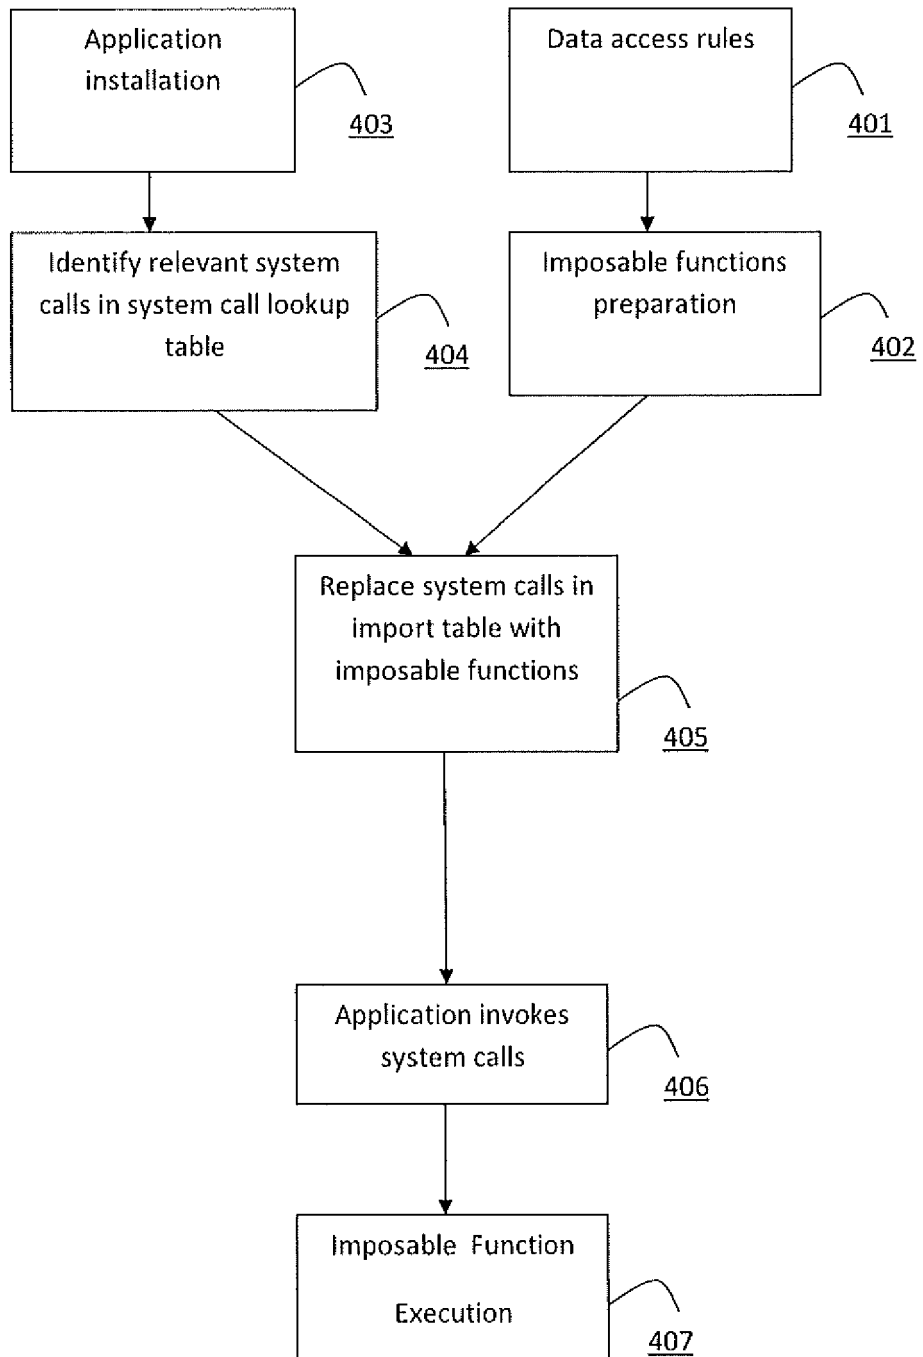 Application
installation
403
Data access rules
401
Identify relevant system
calls in system call lookup
table
404
Imposable functions
preparation
402
Replace system calls in
import table with
imposable functions
405
Application invokes
system calls
406
Imposable Function
Execution
407